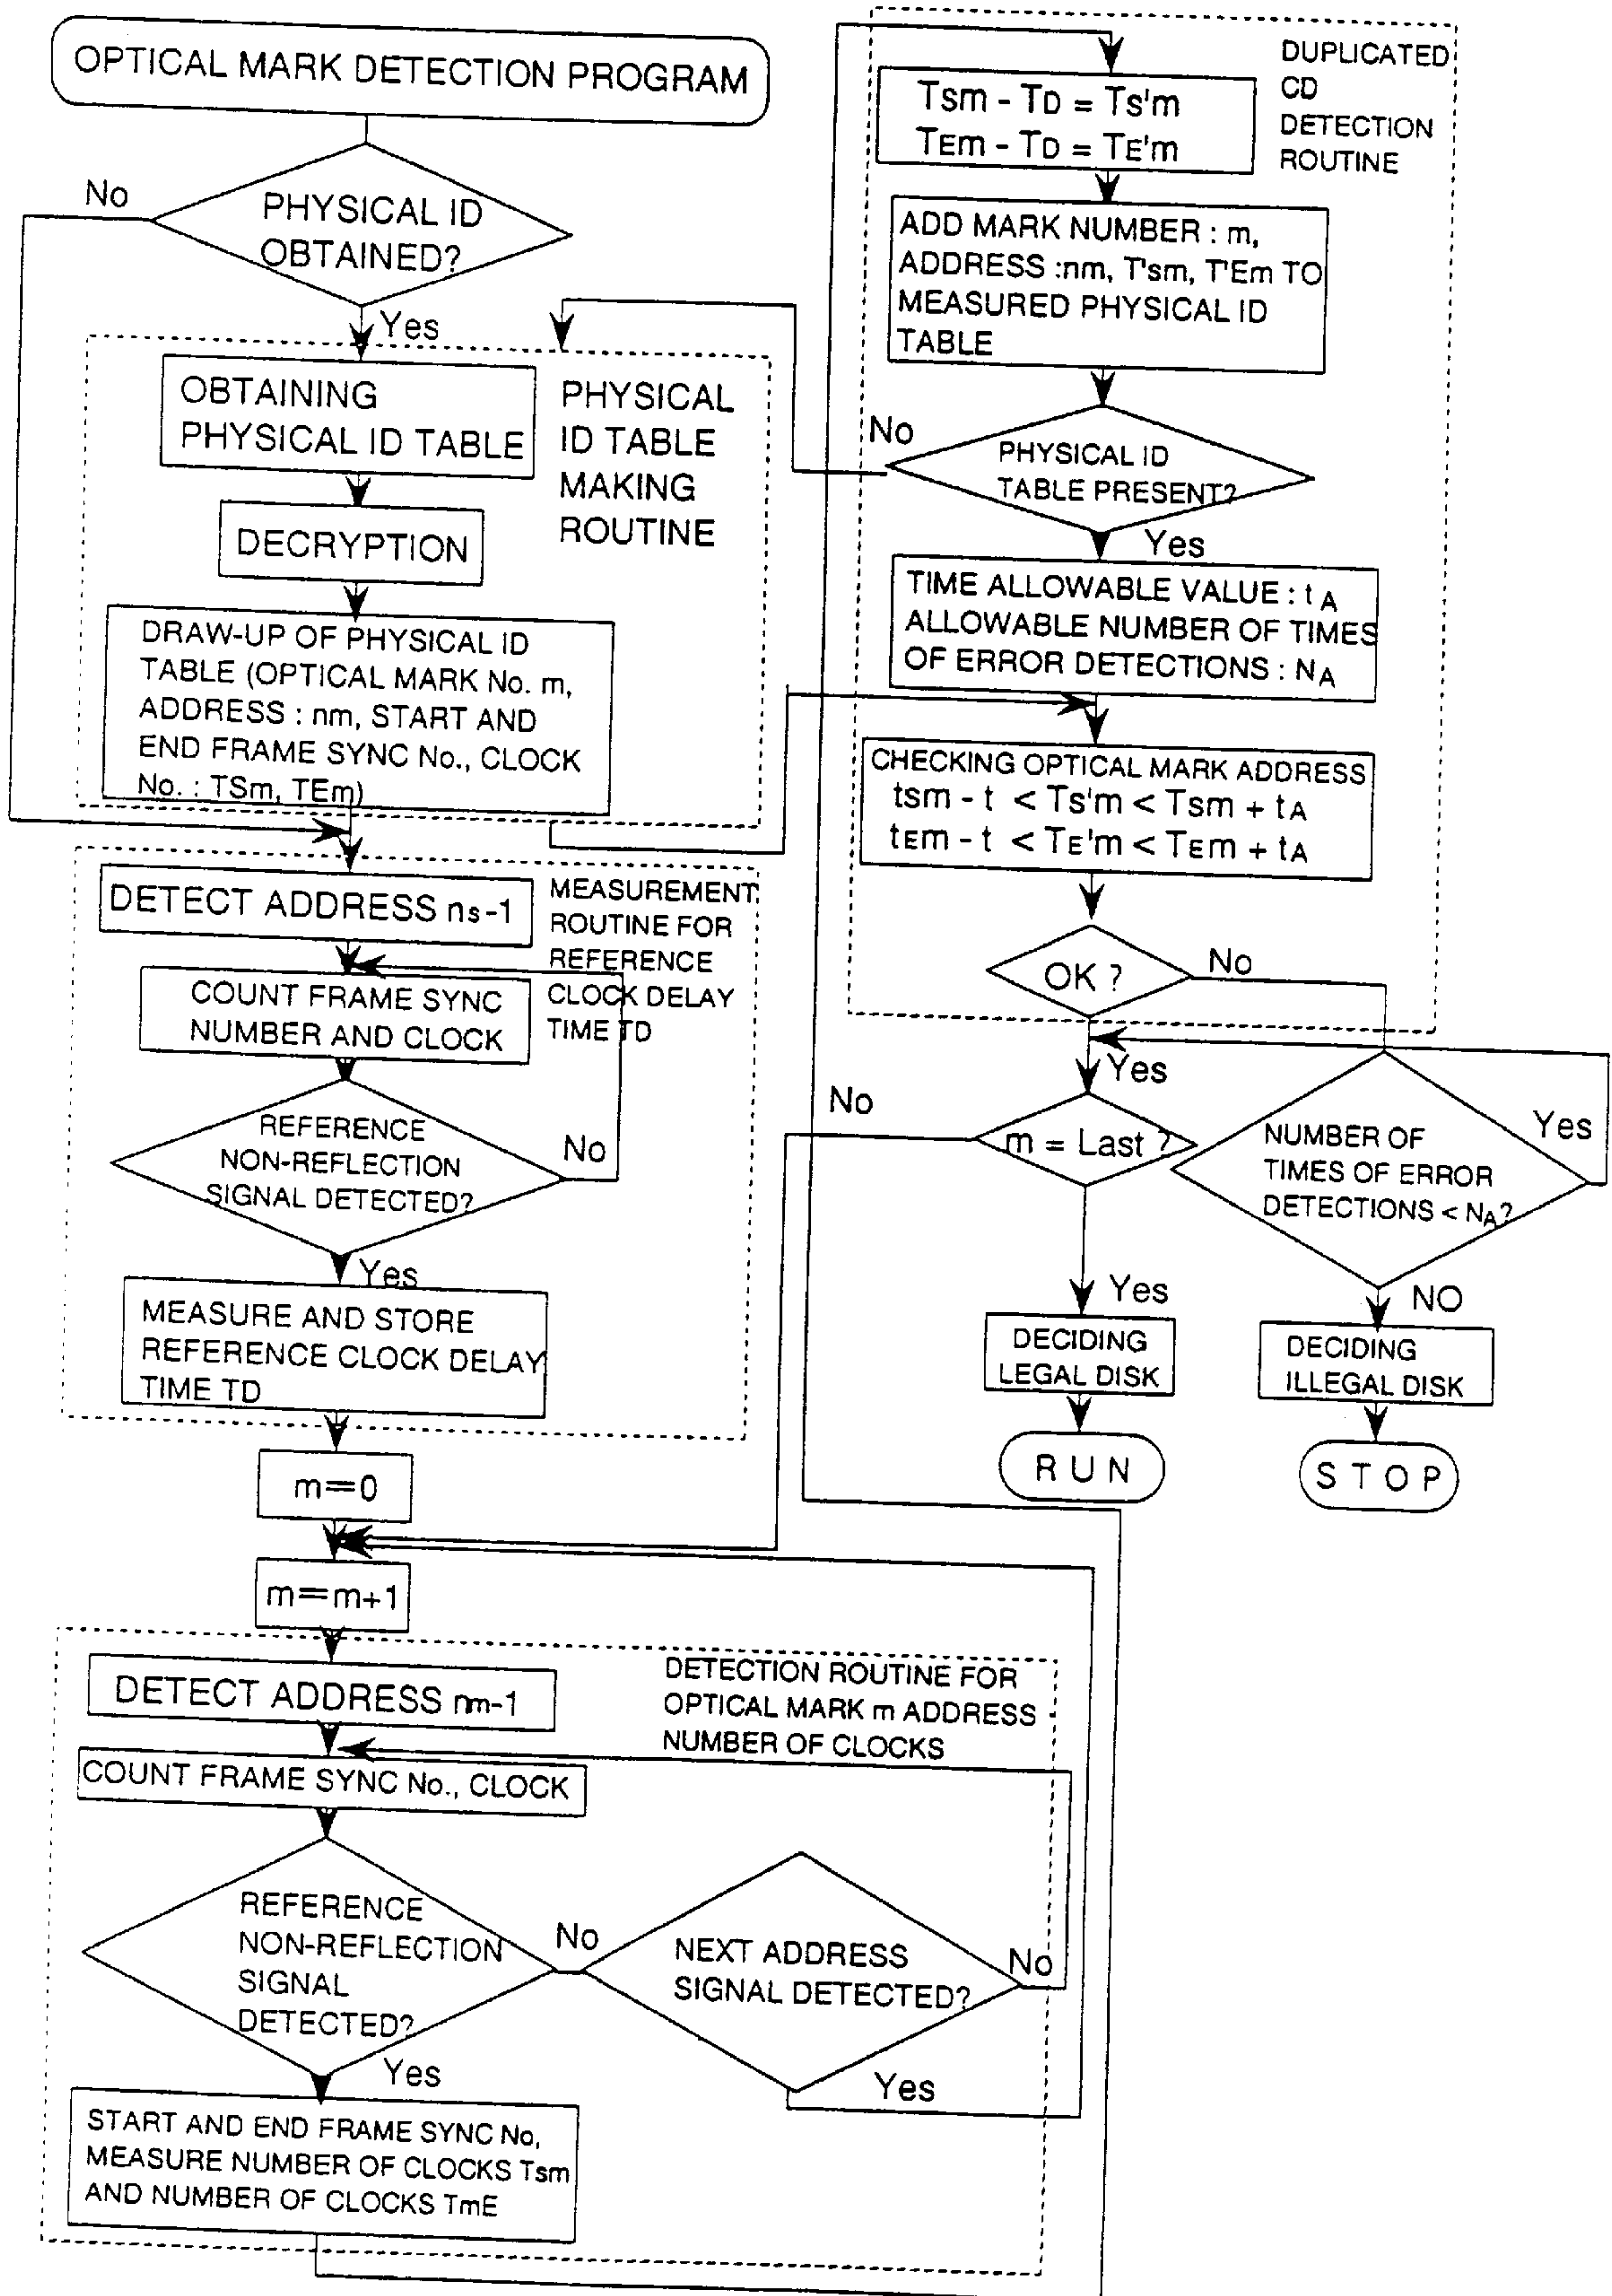 OPTICAL MARK DETECTION PROGRAM
No
PHYSICAL ID
OBTAINED?
Yes
OBTAINING
PHYSICAL ID TABLE
PHYSICAL
ID TABLE
MAKING
ROUTINE
DECRYPTION
DRAW-UP OF PHYSICAL ID
TABLE (OPTICAL MARK No. m,
ADDRESS : nm, START AND
END FRAME SYNC No., CLOCK
No. : TSm, TEm)
DETECT ADDRESS ns-1
MEASUREMENT
ROUTINE FOR
REFERENCE
CLOCK DELAY
TIME TD
COUNT FRAME SYNC
NUMBER AND CLOCK
REFERENCE
NON-REFLECTION
SIGNAL DETECTED?
No
Yes
MEASURE AND STORE
REFERENCE CLOCK DELAY
TIME TD
m=0
m=m+1
DETECT ADDRESS nm-1
DETECTION ROUTINE FOR
OPTICAL MARK m ADDRESS -
NUMBER OF CLOCKS
COUNT FRAME SYNC No., CLOCK
REFERENCE
NON-REFLECTION
SIGNAL
DETECTED?
No
NEXT ADDRESS
SIGNAL DETECTED?
No
Yes
Yes
START AND END FRAME SYNC No,
MEASURE NUMBER OF CLOCKS Tsm
AND NUMBER OF CLOCKS TmE
DUPLICATED
CD
DETECTION
ROUTINE
Tsm - TD = Ts'm
TEm - TD = TE'm
ADD MARK NUMBER : m,
ADDRESS :nm, T'sm, T'Em TO
MEASURED PHYSICAL ID
TABLE
No
PHYSICAL ID
TABLE PRESENT?
Yes
TIME ALLOWABLE VALUE : tA
ALLOWABLE NUMBER OF TIMES
OF ERROR DETECTIONS : NA
CHECKING OPTICAL MARK ADDRESS
tsm - t < Ts'm < Tsm + tA
tEm - t < TE'm < TEm + tA
OK ?
No
Yes
No
m = Last ?
NUMBER OF
TIMES OF ERROR
DETECTIONS < NA?
Yes
Yes
NO
DECIDING
LEGAL DISK
DECIDING
ILLEGAL DISK
RUN
STOP